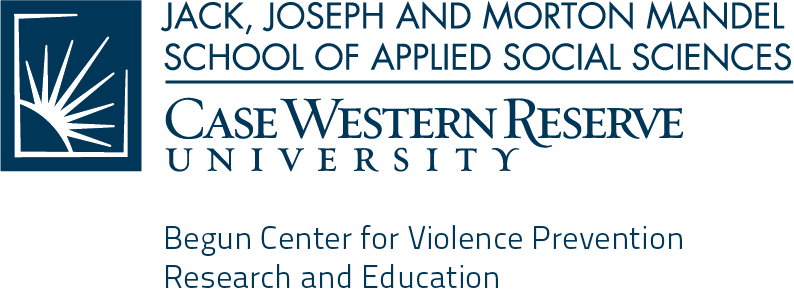 JACK, JOSEPH AND MORTON MANDEL
SCHOOL OF APPLIED SOCIAL SCIENCES
CASE WESTERN RESERVE
UNIVERSITY
Begun Center for Violence Prevention
Research and Education